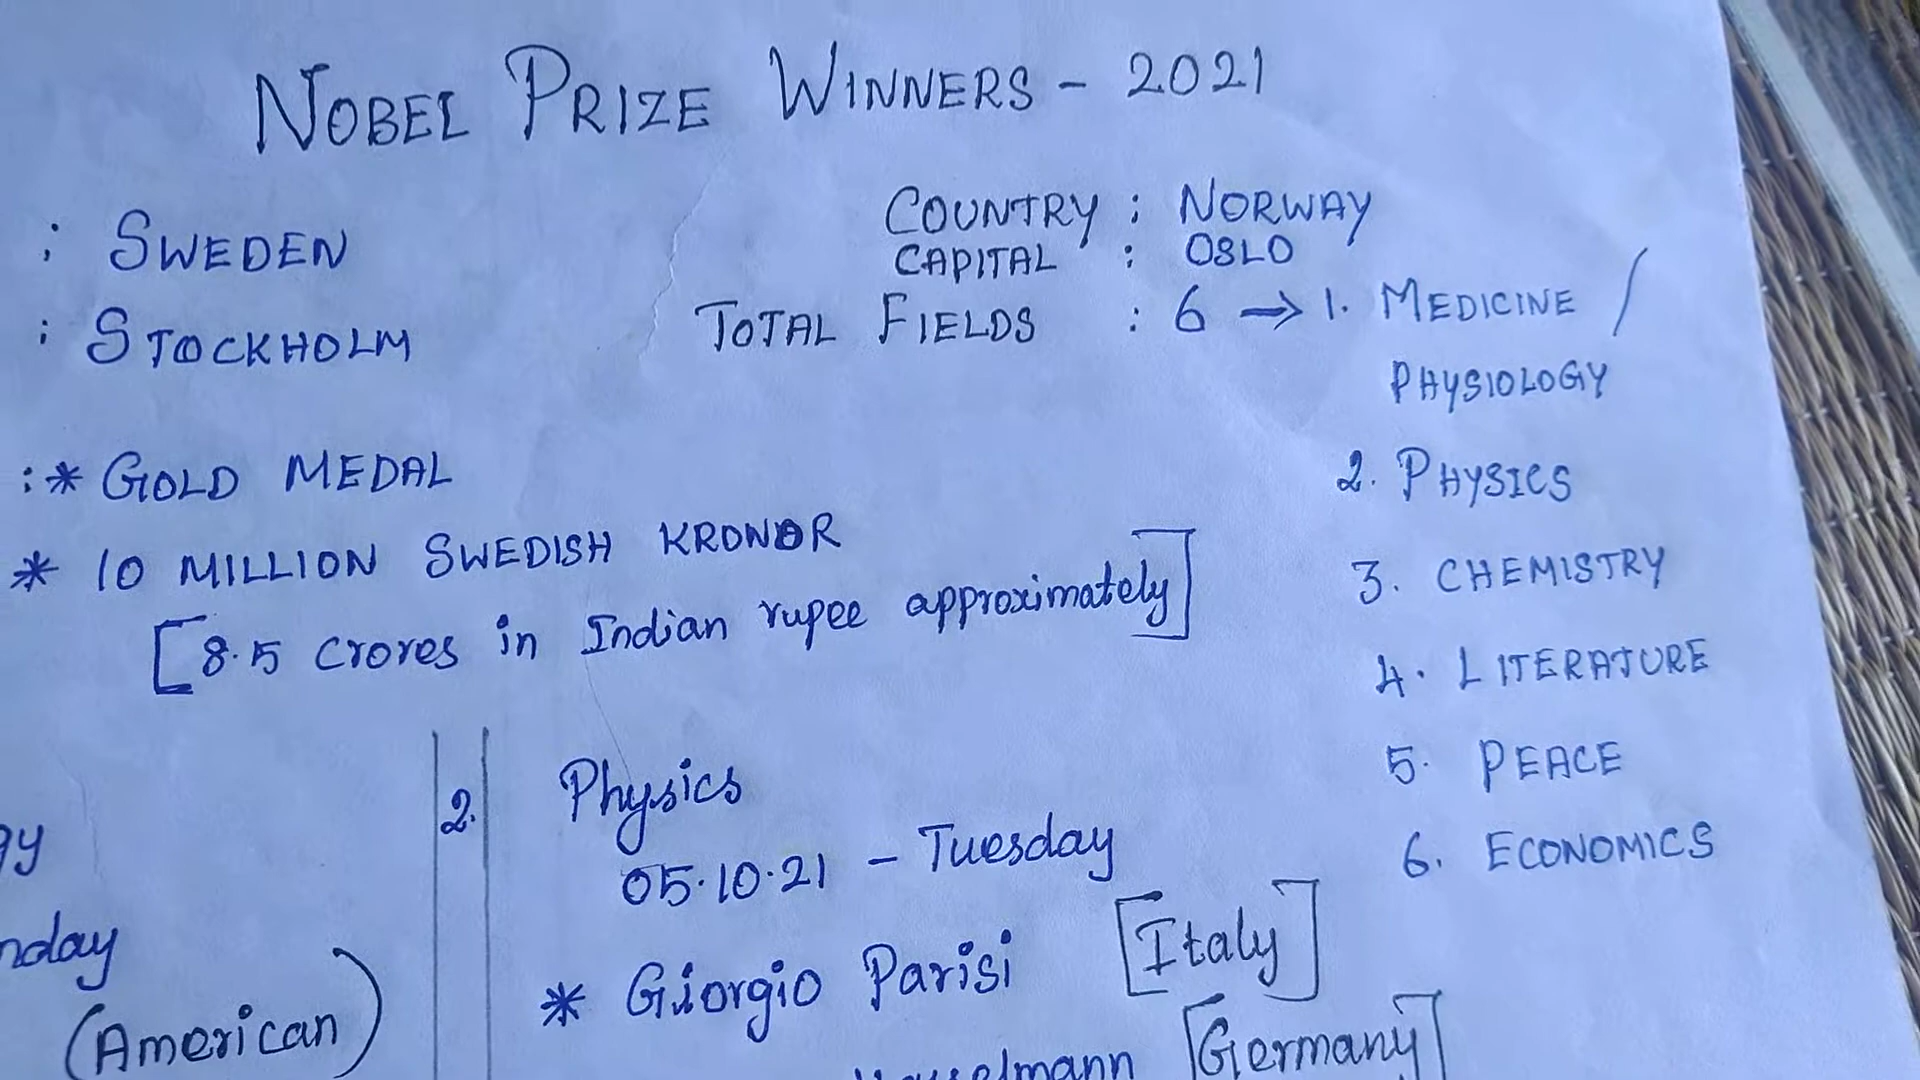 NOBEL PRIZE WINNERS - 2021
: SWEDEN
: STOCKHOLM
COUNTRY : NORWAY
CAPITAL : OSLO
TOTAL FIELDS : 6 → 1. MEDICINE /
PHYSIOLOGY
2. PHYSICS
3. CHEMISTRY
4. LITERATURE
5. PEACE
6. ECONOMICS
:* GOLD MEDAL
* 10 MILLION SWEDISH KRONOR
[8.5 crores in Indian rupee approximately]
gy
nday
(American)
2. Physics
05.10.21 - Tuesday
* Giorgio Parisi [Italy]
[Germany]